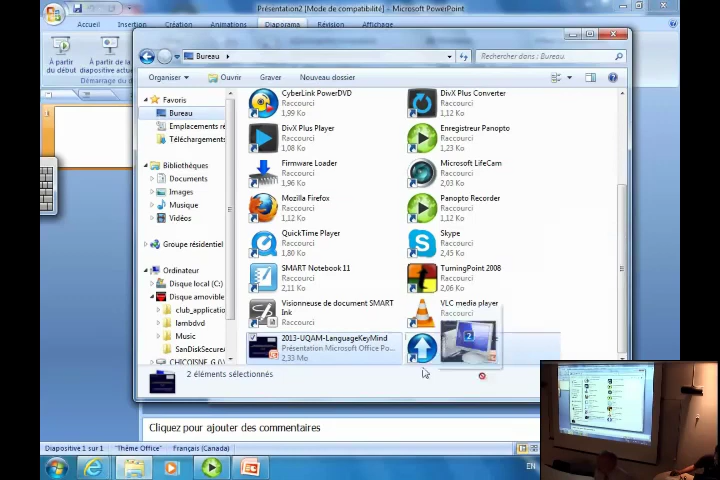 Présentation2 [Mode de compatibilité] - Microsoft PowerPoint
Accueil Insertion Création Animations Diaporama Révision Affichage
À partir du début
À partir de la diapositive actue
Démarrage du dia
Bureau
Rechercher dans : Bureau
Organiser Ouvrir Graver Nouveau dossier
Favoris
Bureau
Emplacements ré
Téléchargements
Bibliothèques
Documents
Images
Musique
Vidéos
Groupe résidentiel
Ordinateur
Disque local (C:)
Disque amovible
club_applicatio
lambdvd
Music
SanDiskSecureA
CHICOISNE_G (
CyberLink PowerDVD
Raccourci
1,99 Ko
DivX Plus Converter
Raccourci
1,12 Ko
DivX Plus Player
Raccourci
1,08 Ko
Enregistreur Panopto
Raccourci
1,23 Ko
Firmware Loader
Raccourci
1,96 Ko
Microsoft LifeCam
Raccourci
2,03 Ko
Mozilla Firefox
Raccourci
1,12 Ko
Panopto Recorder
Raccourci
1,12 Ko
QuickTime Player
Raccourci
1,80 Ko
Skype
Raccourci
2,45 Ko
SMART Notebook 11
Raccourci
2,11 Ko
TurningPoint 2008
Raccourci
2,06 Ko
Visionneuse de document SMART
Ink
Raccourci
VLC media player
Raccourci
2013-UQAM-LanguageKeyMind
Présentation Microsoft Office Po...
2,33 Mo
2
2 éléments sélectionnés
Cliquez pour ajouter des commentaires
Diapositive 1 sur 1 "Thème Office" Français (Canada)
EN